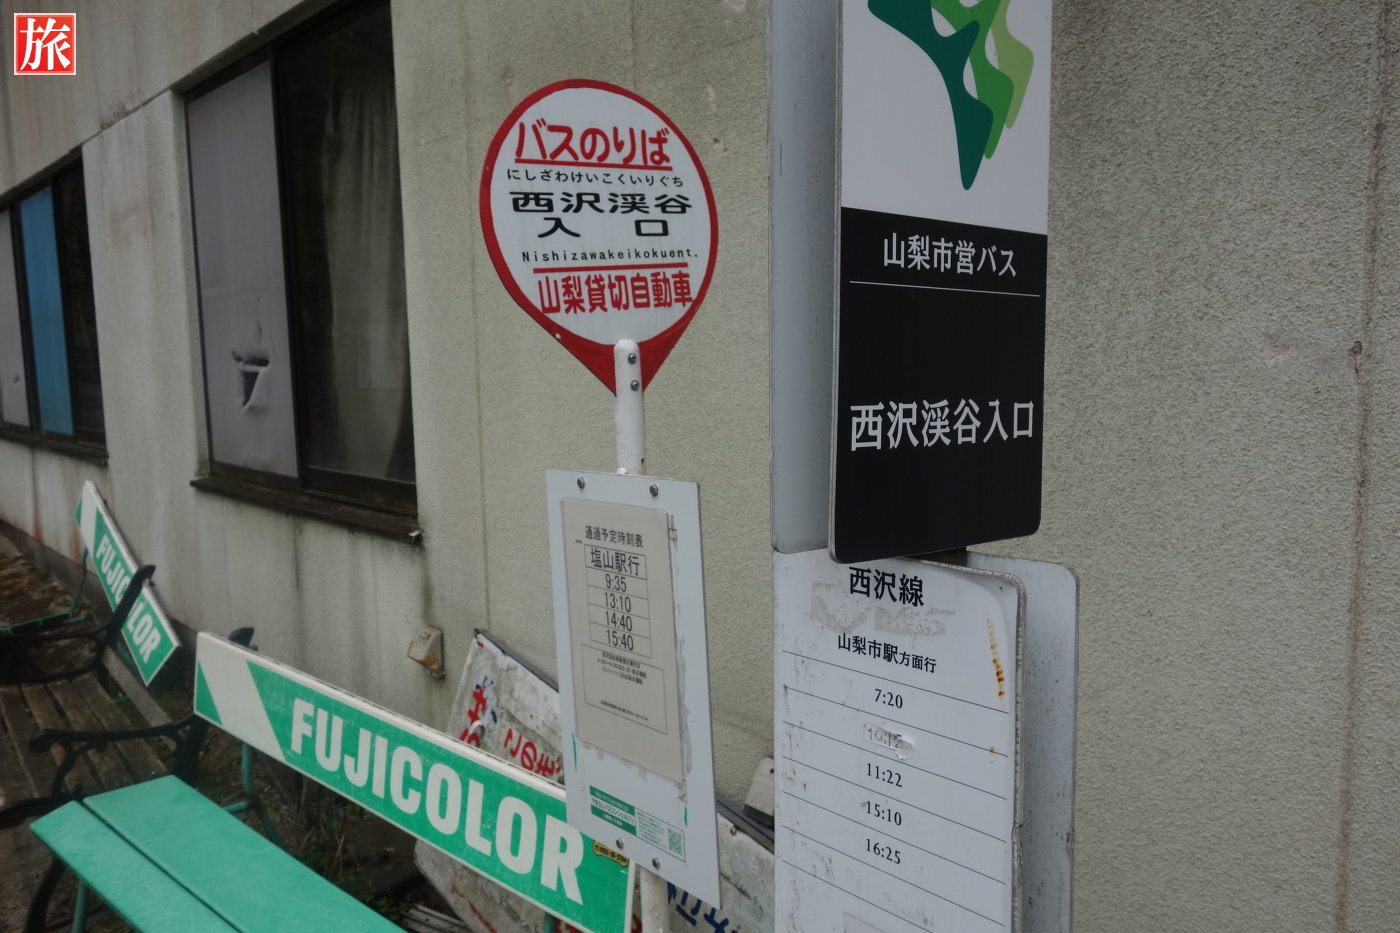 旅
バスのりば
にしざわけいこくいりぐち
西沢渓谷
入口
Nishizawakeikokuent.
山梨貸切自動車
山梨市営バス
西沢渓谷入口
通過予定時刻表
塩山駅行
9:35
13:10
14:40
15:40
西沢線
山梨市駅方面行
7:20
10:12
11:22
15:10
16:25
FUJICOLOR
FUJICOLOR